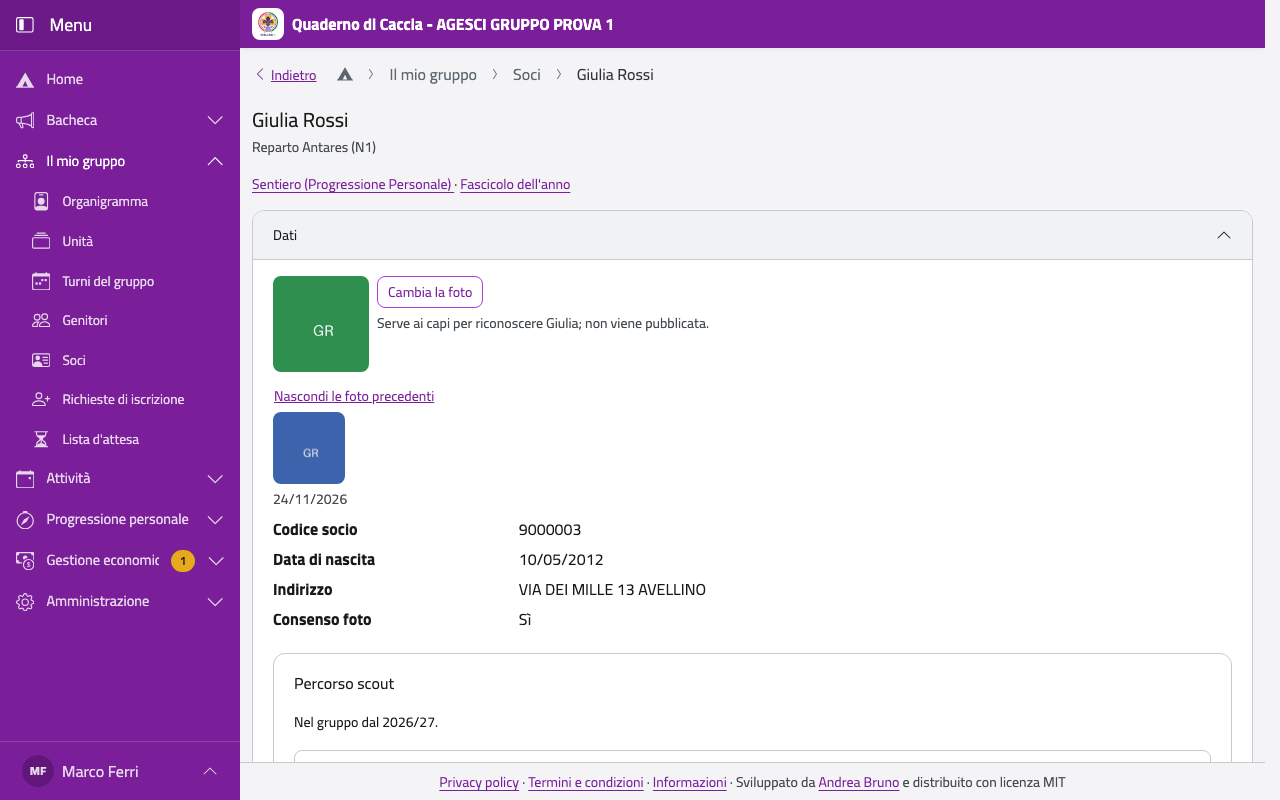 Menu
Quaderno di Caccia - AGESCI GRUPPO PROVA 1
Home
Bacheca
Il mio gruppo
Organigramma
Unità
Turni del gruppo
Genitori
Soci
Richieste di iscrizione
Lista d'attesa
Attività
Progressione personale
Gestione economic 1
Amministrazione
MF Marco Ferri
Indietro Il mio gruppo Soci Giulia Rossi
Giulia Rossi
Reparto Antares (N1)
Sentiero (Progressione Personale) · Fascicolo dell'anno
Dati
GR
Cambia la foto
Serve ai capi per riconoscere Giulia; non viene pubblicata.
Nascondi le foto precedenti
GR
24/11/2026
Codice socio 9000003
Data di nascita 10/05/2012
Indirizzo VIA DEI MILLE 13 AVELLINO
Consenso foto Sì
Percorso scout
Nel gruppo dal 2026/27.
Privacy policy · Termini e condizioni · Informazioni · Sviluppato da Andrea Bruno e distribuito con licenza MIT